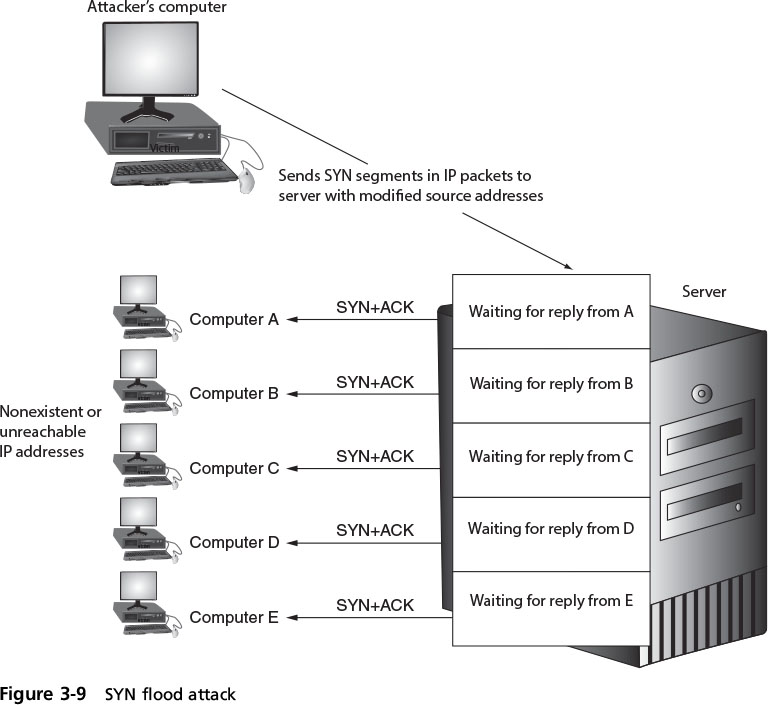 Attacker's computer
Victim
Sends SYN segments in IP packets to
server with modified source addresses
Server
Computer A
SYN+ACK
Waiting for reply from A
Computer B
SYN+ACK
Waiting for reply from B
Nonexistent or
unreachable
IP addresses
Computer C
SYN+ACK
Waiting for reply from C
Computer D
SYN+ACK
Waiting for reply from D
Computer E
SYN+ACK
Waiting for reply from E
Figure 3-9 SYN flood attack